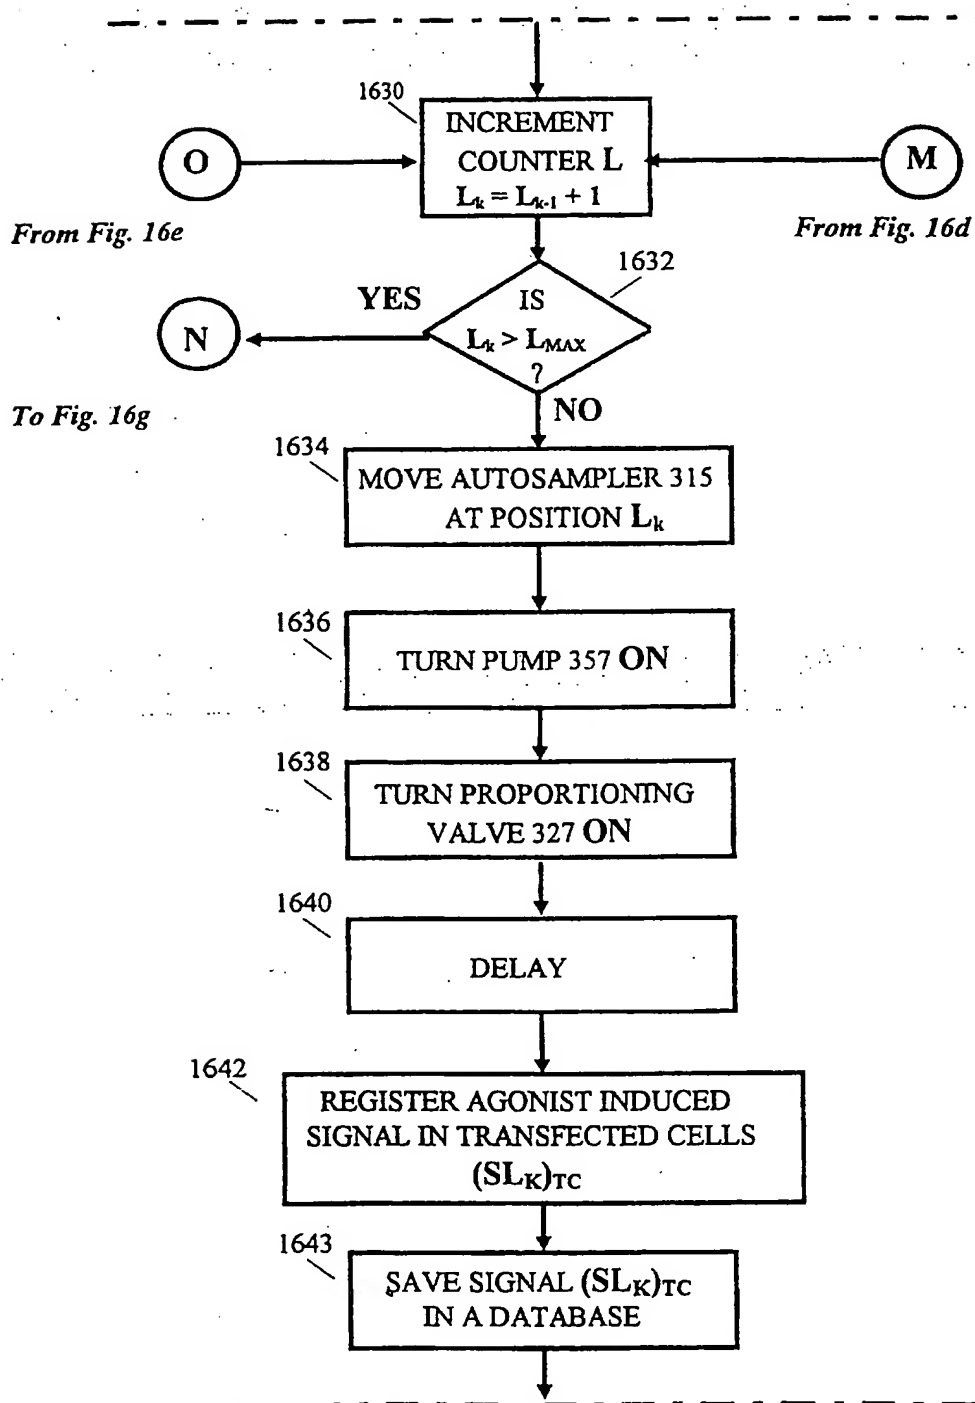 1630
INCREMENT
COUNTER L
Lk = Lk-1 + 1
O
M
From Fig. 16e
From Fig. 16d
1632
YES
IS
Lk > LMAX
?
N
To Fig. 16g
NO
1634
MOVE AUTOSAMPLER 315
AT POSITION Lk
1636
TURN PUMP 357 ON
1638
TURN PROPORTIONING
VALVE 327 ON
1640
DELAY
1642
REGISTER AGONIST INDUCED
SIGNAL IN TRANSFECTED CELLS
(SLK)TC
1643
SAVE SIGNAL (SLK)TC
IN A DATABASE